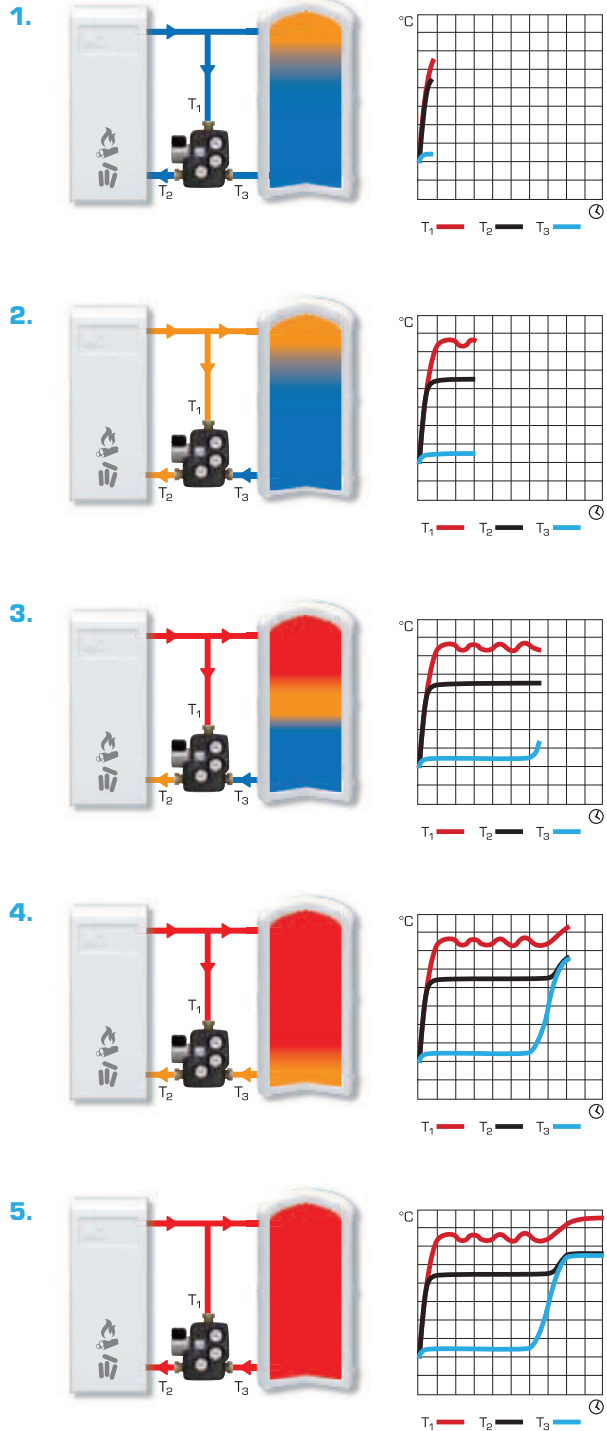 1.
T₁
T₂
T₃
°C
T₁ T₂ T₃
2.
T₁
T₂
T₃
°C
T₁ T₂ T₃
3.
T₁
T₂
T₃
°C
T₁ T₂ T₃
4.
T₁
T₂
T₃
°C
T₁ T₂ T₃
5.
T₁
T₂
T₃
°C
T₁ T₂ T₃